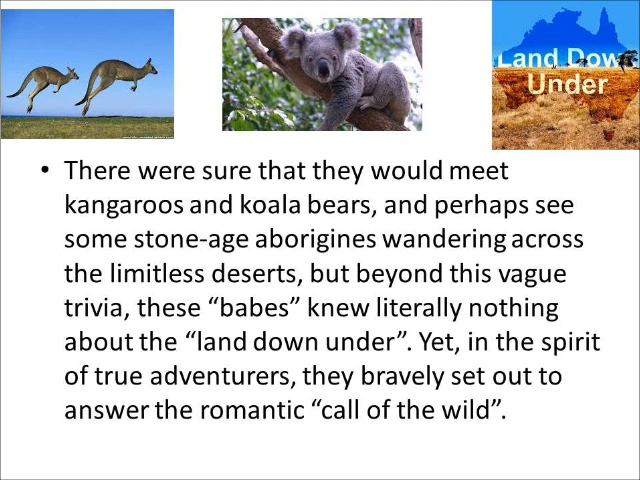 Land Down
Under
• There were sure that they would meet
kangaroos and koala bears, and perhaps see
some stone-age aborigines wandering across
the limitless deserts, but beyond this vague
trivia, these “babes” knew literally nothing
about the “land down under”. Yet, in the spirit
of true adventurers, they bravely set out to
answer the romantic “call of the wild”.